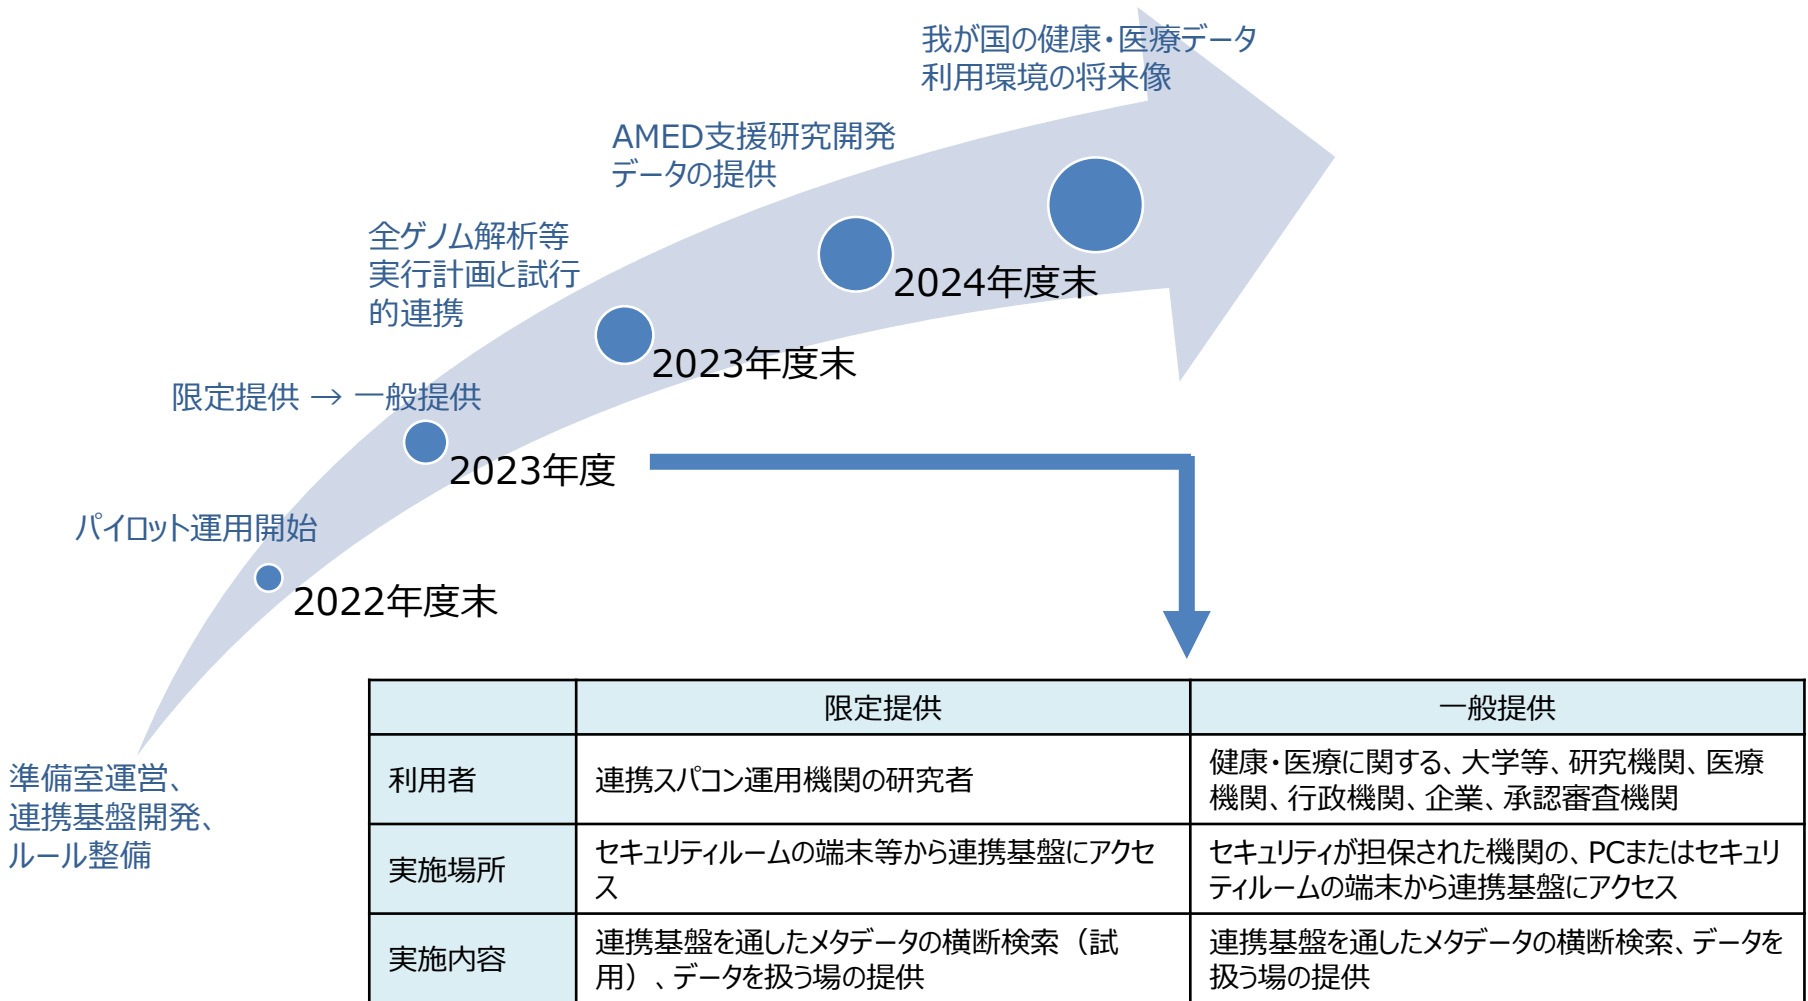 我が国の健康・医療データ
利用環境の将来像
AMED支援研究開発
データの提供
全ゲノム解析等
実行計画と試行
的連携
2024年度末
2023年度末
限定提供 → 一般提供
2023年度
パイロット運用開始
2022年度末
準備室運営、
連携基盤開発、
ルール整備
限定提供
一般提供
利用者
連携スパコン運用機関の研究者
健康・医療に関する、大学等、研究機関、医療
機関、行政機関、企業、承認審査機関
実施場所
セキュリティルームの端末等から連携基盤にアクセ
ス
セキュリティが担保された機関の、PCまたはセキュリ
ティルームの端末から連携基盤にアクセス
実施内容
連携基盤を通したメタデータの横断検索（試
用）、データを扱う場の提供
連携基盤を通したメタデータの横断検索、データを
扱う場の提供